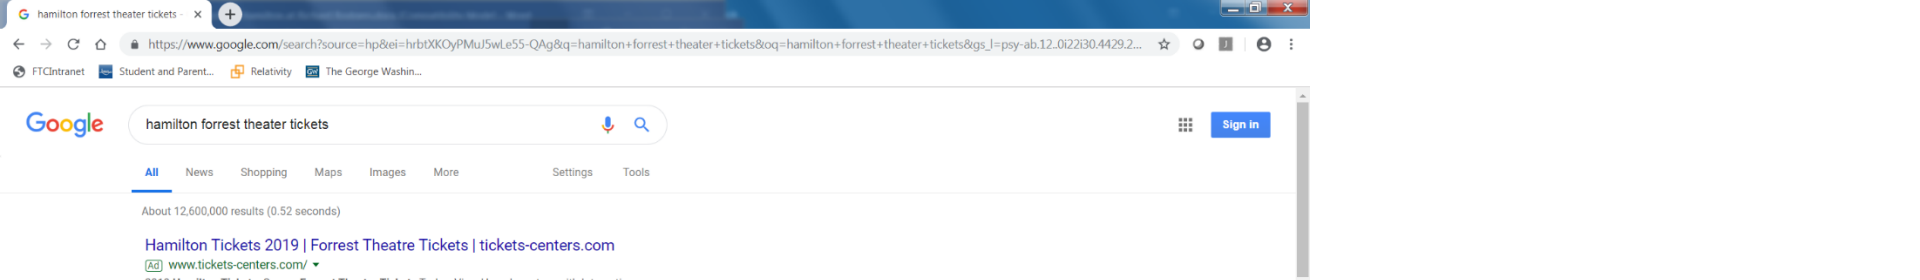 hamilton forrest theater tickets -
https://www.google.com/search?source=hp&ei=hrbtXKOyPMuJ5wLe55-QAg&q=hamilton+forrest+theater+tickets&oq=hamilton+forrest+theater+tickets&gs_l=psy-ab.12..0i22i30.4429.2...
FTCIntranet Student and Parent... Relativity GW The George Washin...
Google hamilton forrest theater tickets Sign in
All News Shopping Maps Images More Settings Tools
About 12,600,000 results (0.52 seconds)
Hamilton Tickets 2019 | Forrest Theatre Tickets | tickets-centers.com
Ad www.tickets-centers.com/